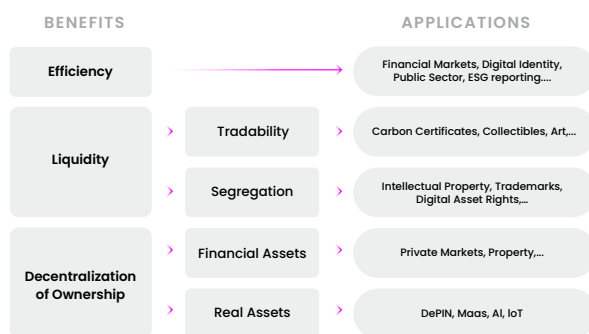 BENEFITS
APPLICATIONS
Efficiency
Financial Markets, Digital Identity,
Public Sector, ESG reporting....
Liquidity
Tradability
Carbon Certificates, Collectibles, Art,...
Segregation
Intellectual Property, Trademarks,
Digital Asset Rights,...
Decentralization
of Ownership
Financial Assets
Private Markets, Property,...
Real Assets
DePIN, Maas, AI, IoT